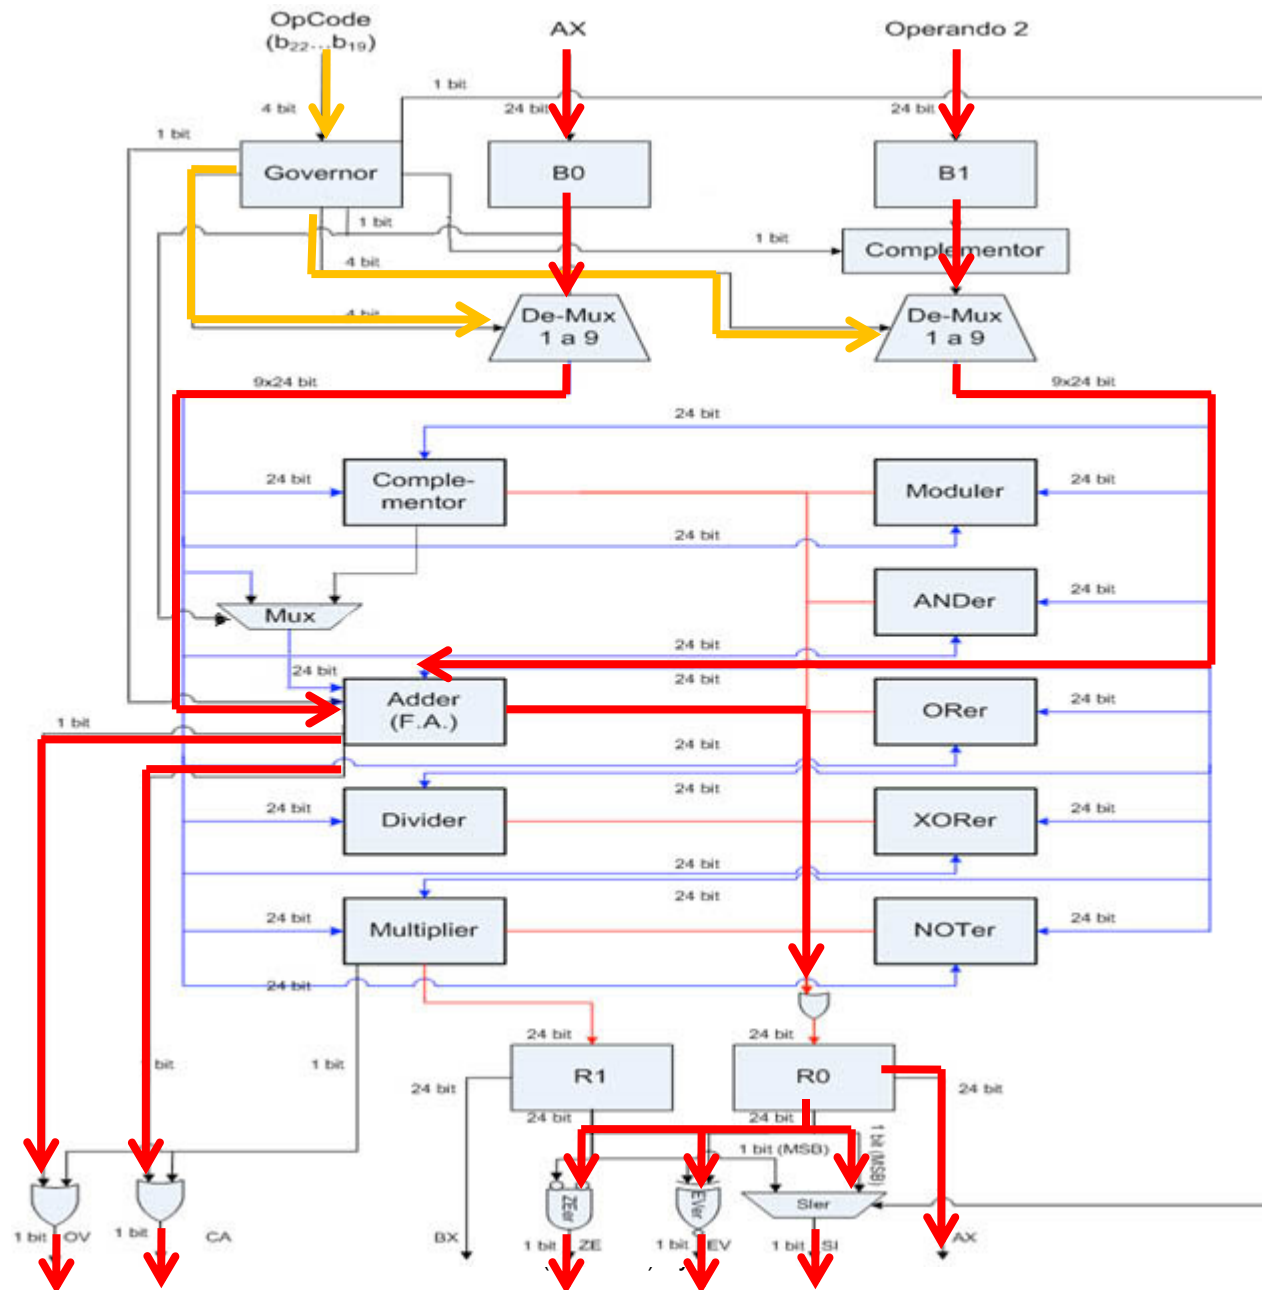 OpCode
(b22...b19)
AX
Operando 2
1 bit
4 bit
24 bit
24 bit
1 bit
Governor
B0
B1
1 bit
1 bit
Complementor
4 bit
4 bit
De-Mux
1 a 9
De-Mux
1 a 9
9x24 bit
9x24 bit
24 bit
24 bit
Comple-
mentor
Moduler
24 bit
24 bit
ANDer
24 bit
Mux
24 bit
24 bit
24 bit
Adder
(F.A.)
ORer
24 bit
1 bit
24 bit
24 bit
24 bit
Divider
XORer
24 bit
24 bit
24 bit
24 bit
Multiplier
NOTer
24 bit
24 bit
24 bit
24 bit
bit
1 bit
R1
R0
24 bit
24 bit
24 bit
24 bit
1 bit (MSB)
1 bit (MSB)
ZEer
EVer
SIer
1 bit
OV
1 bit
CA
BX
1 bit
ZE
1 bit
EV
1 bit
SI
AX